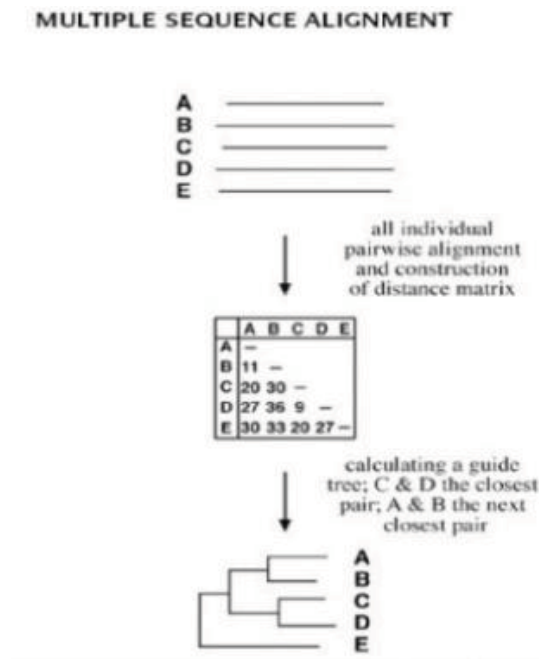 MULTIPLE SEQUENCE ALIGNMENT
A
B
C
D
E
all individual
pairwise alignment
and construction
of distance matrix
A B C D E
A –
B 11 –
C 20 30 –
D 27 36 9 –
E 30 33 20 27 –
calculating a guide
tree; C & D the closest
pair; A & B the next
closest pair
A
B
C
D
E